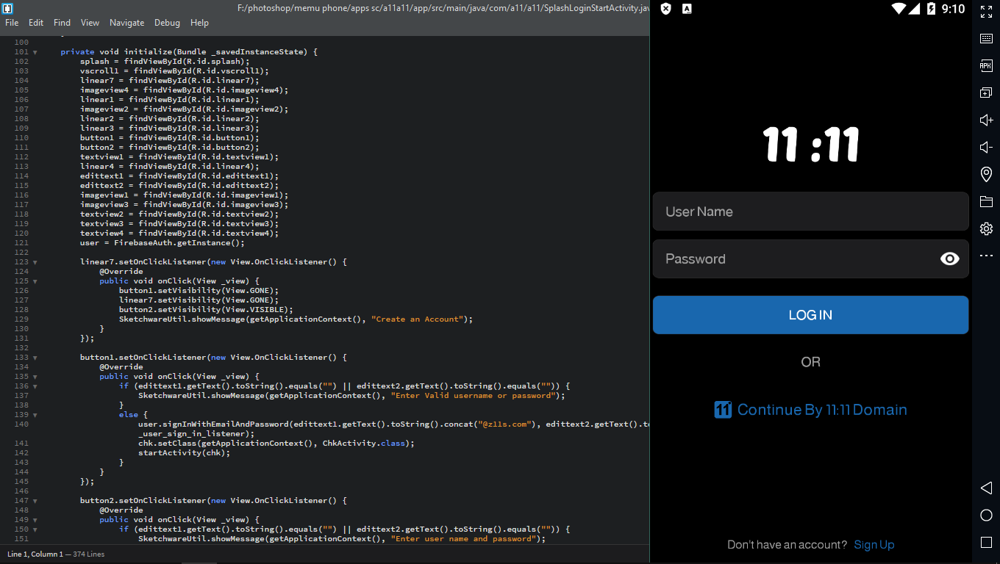 F:/photoshop/memu phone/apps sc/a11a11/app/src/main/java/com/a11/a11/SplashLoginStartActivity.jav
File Edit Find View Navigate Debug Help
100
101 private void initialize(Bundle _savedInstanceState) {
102 splash = findViewById(R.id.splash);
103 vscroll1 = findViewById(R.id.vscroll1);
104 linear7 = findViewById(R.id.linear7);
105 imageview4 = findViewById(R.id.imageview4);
106 linear1 = findViewById(R.id.linear1);
107 imageview2 = findViewById(R.id.imageview2);
108 linear2 = findViewById(R.id.linear2);
109 linear3 = findViewById(R.id.linear3);
110 button1 = findViewById(R.id.button1);
111 button2 = findViewById(R.id.button2);
112 textview1 = findViewById(R.id.textview1);
113 linear4 = findViewById(R.id.linear4);
114 edittext1 = findViewById(R.id.edittext1);
115 edittext2 = findViewById(R.id.edittext2);
116 imageview1 = findViewById(R.id.imageview1);
117 imageview3 = findViewById(R.id.imageview3);
118 textview2 = findViewById(R.id.textview2);
119 textview3 = findViewById(R.id.textview3);
120 textview4 = findViewById(R.id.textview4);
121 user = FirebaseAuth.getInstance();
122
123 linear7.setOnClickListener(new View.OnClickListener() {
124 @Override
125 public void onClick(View _view) {
126 button1.setVisibility(View.GONE);
127 linear7.setVisibility(View.GONE);
128 button2.setVisibility(View.VISIBLE);
129 SketchwareUtil.showMessage(getApplicationContext(), "Create an Account");
130 }
131 });
132
133 button1.setOnClickListener(new View.OnClickListener() {
134 @Override
135 public void onClick(View _view) {
136 if (edittext1.getText().toString().equals("") || edittext2.getText().toString().equals("")) {
137 SketchwareUtil.showMessage(getApplicationContext(), "Enter Valid username or password");
138 }
139 else {
140 user.signInWithEmailAndPassword(edittext1.getText().toString().concat("@z11s.com"), edittext2.getText().to
_user_sign_in_listener);
141 chk.setClass(getApplicationContext(), ChkActivity.class);
142 startActivity(chk);
143 }
144 }
145 });
146
147 button2.setOnClickListener(new View.OnClickListener() {
148 @Override
149 public void onClick(View _view) {
150 if (edittext1.getText().toString().equals("") || edittext2.getText().toString().equals("")) {
151 SketchwareUtil.showMessage(getApplicationContext(), "Enter user name and password");
Line 1, Column 1 — 374 Lines
A
9:10
APK
11:11
User Name
Password
LOG IN
OR
11 Continue By 11:11 Domain
Don't have an account? Sign Up